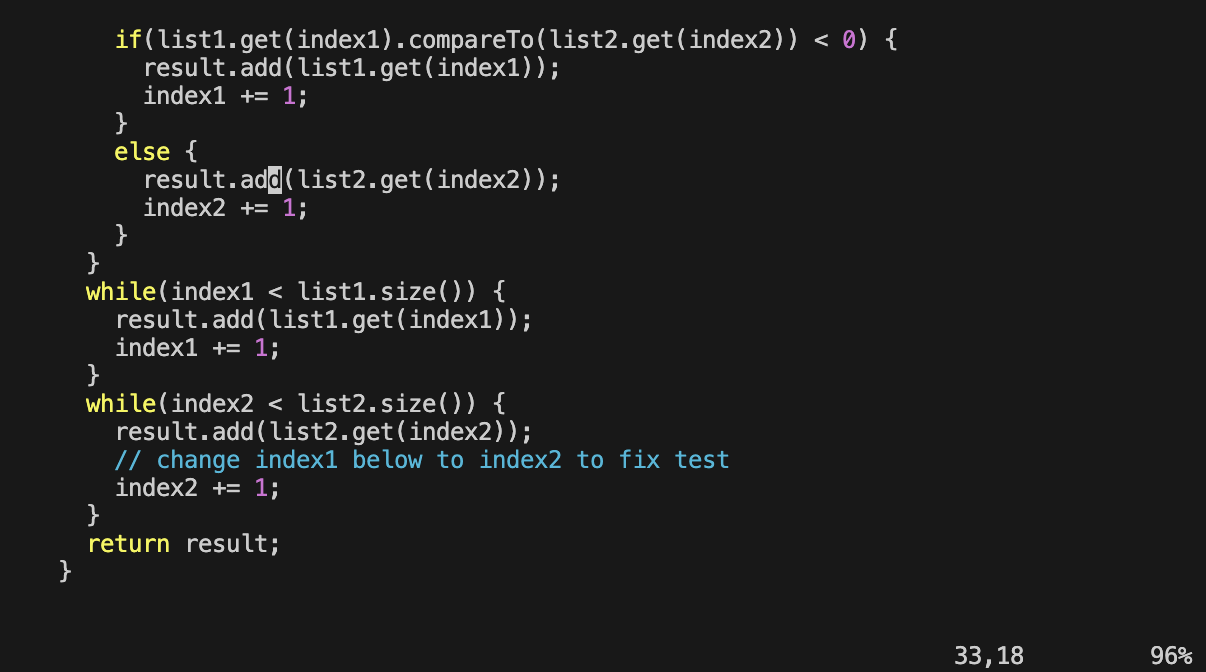 if(list1.get(index1).compareTo(list2.get(index2)) < 0) {
result.add(list1.get(index1));
index1 += 1;
}
else {
result.add(list2.get(index2));
index2 += 1;
}
}
while(index1 < list1.size()) {
result.add(list1.get(index1));
index1 += 1;
}
while(index2 < list2.size()) {
result.add(list2.get(index2));
// change index1 below to index2 to fix test
index2 += 1;
}
return result;
}
33,18 96%